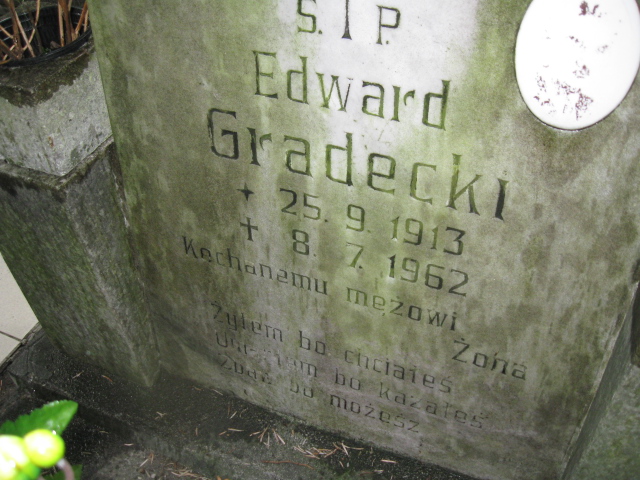 Ś.✝P.
Edward
Gradecki
* 25. 9. 1913
✝ 8. 7. 1962
Kochanemu mężowi
Żona
Żyłem bo chciałeś
Umarłem bo kazałeś
Zbaw bo możesz